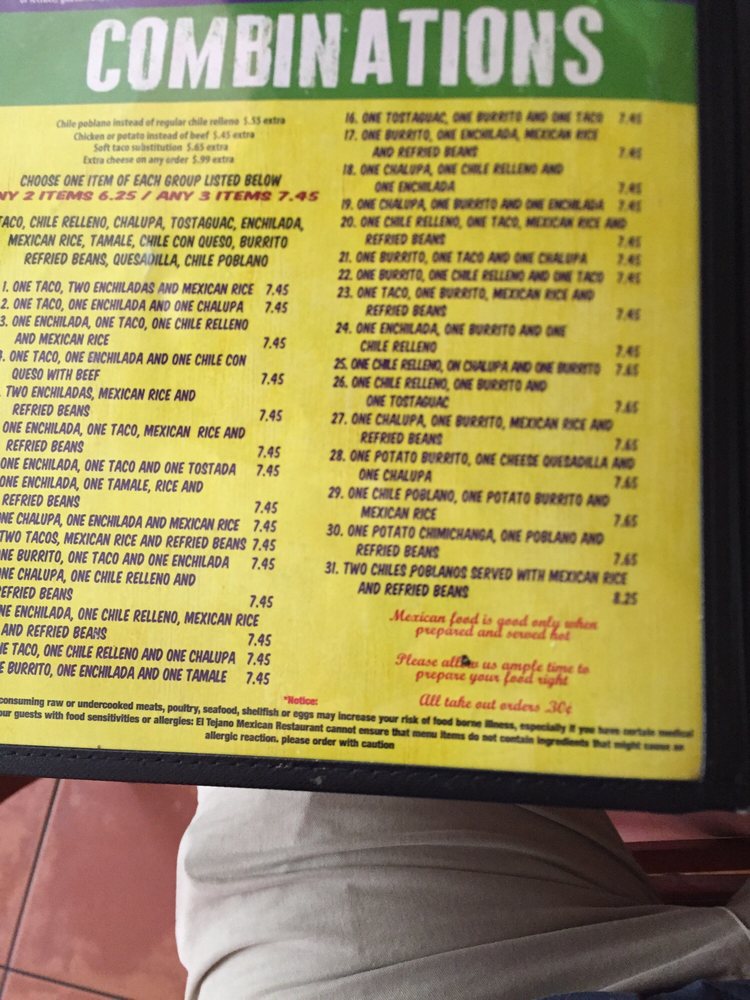 COMBINATIONS
Chile poblano instead of regular chile relleno $.55 extra
Chicken or potato instead of beef $.45 extra
Soft taco substitution $.65 extra
Extra cheese on any order $.99 extra
CHOOSE ONE ITEM OF EACH GROUP LISTED BELOW
NY 2 ITEMS 6.25 / ANY 3 ITEMS 7.45
TACO, CHILE RELLENO, CHALUPA, TOSTAGUAC, ENCHILADA,
MEXICAN RICE, TAMALE, CHILE CON QUESO, BURRITO
REFRIED BEANS, QUESADILLA, CHILE POBLANO
1. ONE TACO, TWO ENCHILADAS AND MEXICAN RICE 7.45
2. ONE TACO, ONE ENCHILADA AND ONE CHALUPA 7.45
3. ONE ENCHILADA, ONE TACO, ONE CHILE RELLENO
AND MEXICAN RICE 7.45
. ONE TACO, ONE ENCHILADA AND ONE CHILE CON
QUESO WITH BEEF 7.45
. TWO ENCHILADAS, MEXICAN RICE AND
REFRIED BEANS 7.45
ONE ENCHILADA, ONE TACO, MEXICAN RICE AND
REFRIED BEANS 7.45
ONE ENCHILADA, ONE TACO AND ONE TOSTADA 7.45
ONE ENCHILADA, ONE TAMALE, RICE AND
REFRIED BEANS 7.45
NE CHALUPA, ONE ENCHILADA AND MEXICAN RICE 7.45
TWO TACOS, MEXICAN RICE AND REFRIED BEANS 7.45
NE BURRITO, ONE TACO AND ONE ENCHILADA 7.45
NE CHALUPA, ONE CHILE RELLENO AND
EFRIED BEANS 7.45
NE ENCHILADA, ONE CHILE RELLENO, MEXICAN RICE
AND REFRIED BEANS 7.45
E TACO, ONE CHILE RELLENO AND ONE CHALUPA 7.45
E BURRITO, ONE ENCHILADA AND ONE TAMALE 7.45
16. ONE TOSTAGUAC, ONE BURRITO AND ONE TACO 7.45
17. ONE BURRITO, ONE ENCHILADA, MEXICAN RICE
AND REFRIED BEANS 7.45
18. ONE CHALUPA, ONE CHILE RELLENO AND
ONE ENCHILADA 7.45
19. ONE CHALUPA, ONE BURRITO AND ONE ENCHILADA 7.45
20. ONE CHILE RELLENO, ONE TACO, MEXICAN RICE AND
REFRIED BEANS 7.45
21. ONE BURRITO, ONE TACO AND ONE CHALUPA 7.45
22. ONE BURRITO, ONE CHILE RELLENO AND ONE TACO 7.45
23. ONE TACO, ONE BURRITO, MEXICAN RICE AND
REFRIED BEANS 7.45
24. ONE ENCHILADA, ONE BURRITO AND ONE
CHILE RELLENO 7.45
25. ONE CHILE RELLENO, ON CHALUPA AND ONE BURRITO 7.65
26. ONE CHILE RELLENO, ONE BURRITO AND
ONE TOSTAGUAC 7.65
27. ONE CHALUPA, ONE BURRITO, MEXICAN RICE AND
REFRIED BEANS 7.65
28. ONE POTATO BURRITO, ONE CHEESE QUESADILLA AND
ONE CHALUPA 7.65
29. ONE CHILE POBLANO, ONE POTATO BURRITO AND
MEXICAN RICE 7.65
30. ONE POTATO CHIMICHANGA, ONE POBLANO AND
REFRIED BEANS 7.65
31. TWO CHILES POBLANOS SERVED WITH MEXICAN RICE
AND REFRIED BEANS 8.25
Mexican food is good only when
prepared and served hot
Please allow us ample time to
prepare your food right
All take out orders .30¢
*Notice:
consuming raw or undercooked meats, poultry, seafood, shellfish or eggs may increase your risk of food borne illness, especially if you have certain medical
our guests with food sensitivities or allergies: El Tejano Mexican Restaurant cannot ensure that menu items do not contain ingredients that might cause an
allergic reaction. please order with caution